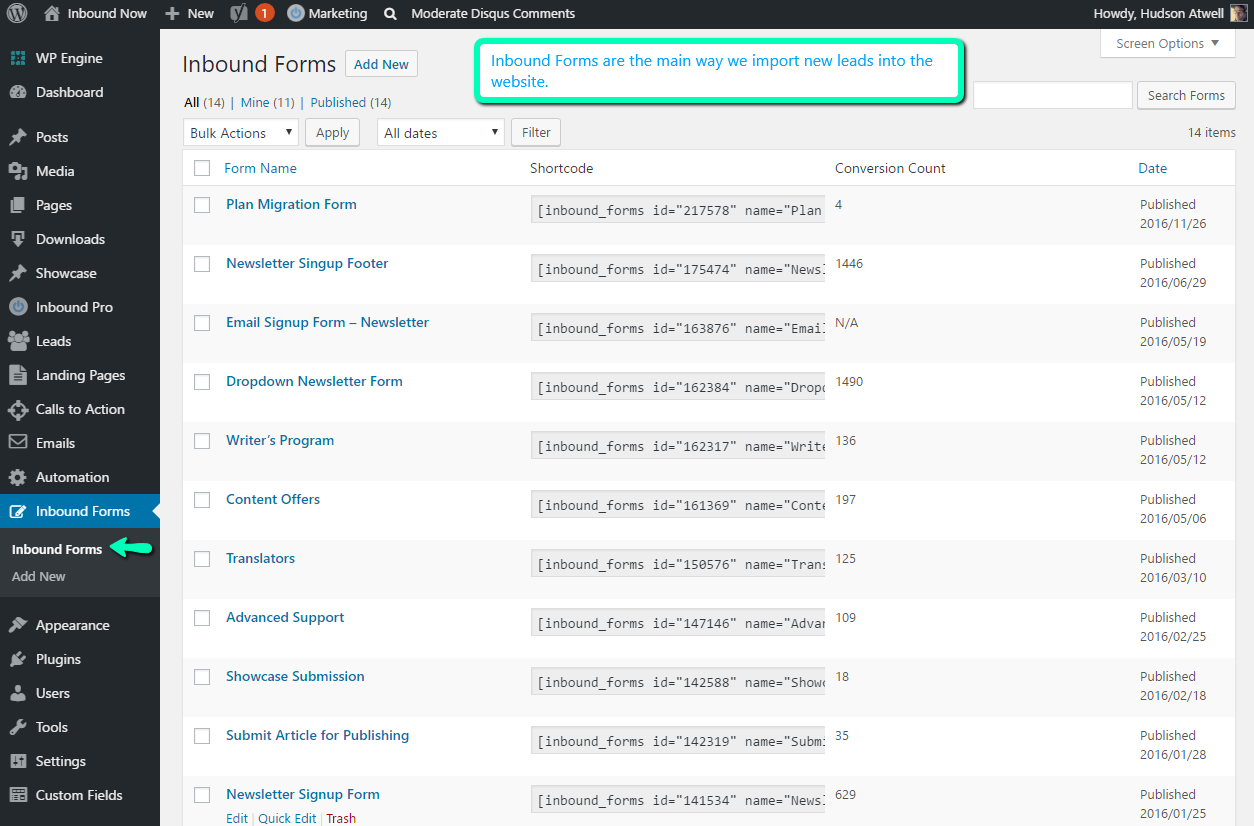 Inbound Now + New 1 Marketing Moderate Disqus Comments Howdy, Hudson Atwell
WP Engine
Dashboard
Posts
Media
Pages
Downloads
Showcase
Inbound Pro
Leads
Landing Pages
Calls to Action
Emails
Automation
Inbound Forms
Inbound Forms
Add New
Appearance
Plugins
Users
Tools
Settings
Custom Fields
Screen Options ▼
Inbound Forms Add New
Inbound Forms are the main way we import new leads into the
website.
All (14) | Mine (11) | Published (14)
Search Forms
Bulk Actions Apply All dates Filter 14 items
Form Name Shortcode Conversion Count Date
Plan Migration Form [inbound_forms id="217578" name="Plan 4 Published
2016/11/26
Newsletter Singup Footer [inbound_forms id="175474" name="Newsl 1446 Published
2016/06/29
Email Signup Form – Newsletter [inbound_forms id="163876" name="Email N/A Published
2016/05/19
Dropdown Newsletter Form [inbound_forms id="162384" name="Dropd 1490 Published
2016/05/12
Writer’s Program [inbound_forms id="162317" name="Write 136 Published
2016/05/12
Content Offers [inbound_forms id="161369" name="Conte 197 Published
2016/05/06
Translators [inbound_forms id="150576" name="Trans 125 Published
2016/03/10
Advanced Support [inbound_forms id="147146" name="Advan 109 Published
2016/02/25
Showcase Submission [inbound_forms id="142588" name="Showc 18 Published
2016/02/18
Submit Article for Publishing [inbound_forms id="142319" name="Submi 35 Published
2016/01/28
Newsletter Signup Form [inbound_forms id="141534" name="Newsl 629 Published
2016/01/25
Edit | Quick Edit | Trash